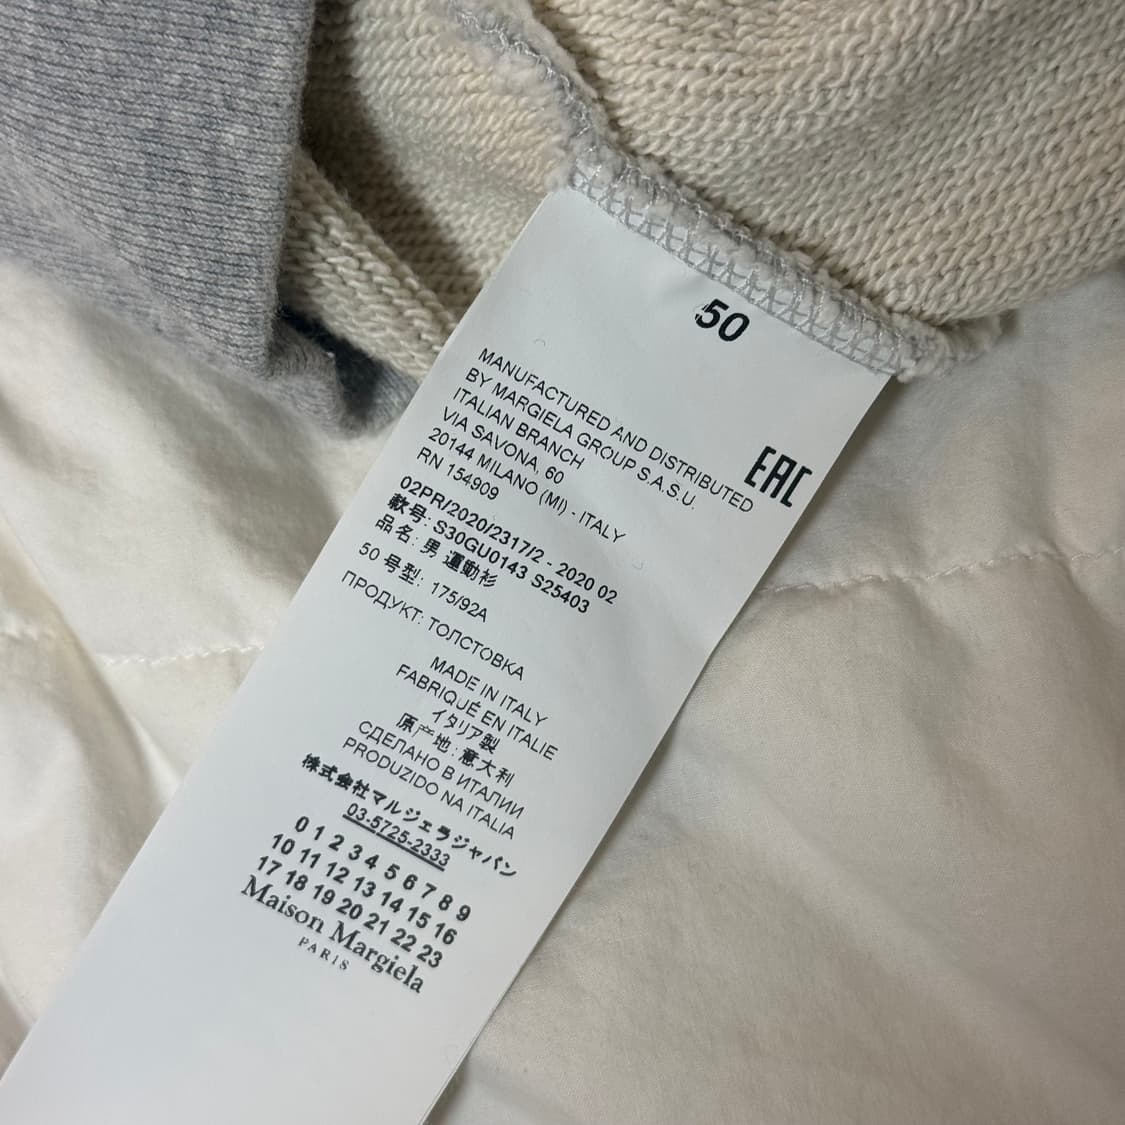 50
MANUFACTURED AND DISTRIBUTED
BY MARGIELA GROUP S.A.S.U.
ITALIAN BRANCH
VIA SAVONA, 60
20144 MILANO (MI) - ITALY
RN 154909
EAC
02PR/2020/2317/2 - 2020 02
款号: S30GU0143 S25403
品名: 男 運動衫
50 号型: 175/92A
ПРОДУКТ: ТОЛСТОВКА
MADE IN ITALY
FABRIQUÉ EN ITALIE
イタリア製
原产地: 意大利
СДЕЛАНО В ИТАЛИИ
PRODUZIDO NA ITALIA
株式会社マルジェラジャパン
03-5725-2333
0 1 2 3 4 5 6 7 8 9
10 11 12 13 14 15 16
17 18 19 20 21 22 23
Maison Margiela
PARIS